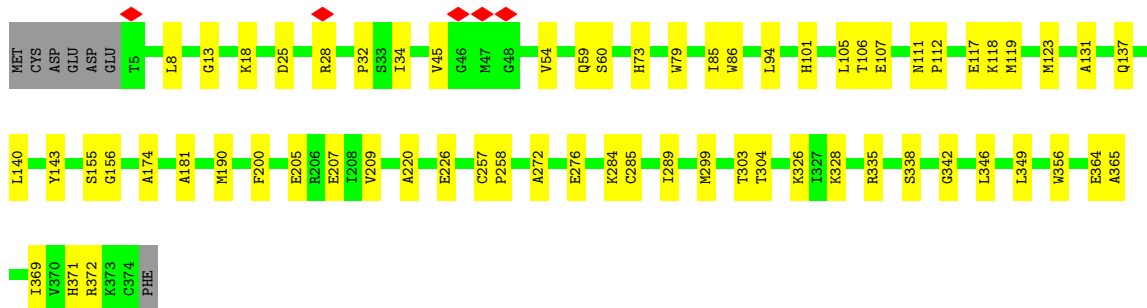 MET CYS ASP GLU ASP GLU T5 L8 G13 K18 D25 R28 P32 S33 I34 V45 G46 M47 G48 V54 Q59 S60 H73 W79 I85 W86 L94 H101 L105 T106 E107 N111 P112 E117 K118 M119 M123 A131 Q137
L140 Y143 S155 G156 A174 A181 M190 F200 E205 R206 E207 I208 V209 A220 E226 C257 P258 A272 E276 K284 C285 I289 M299 T303 T304 K326 I327 K328 R335 S338 G342 L346 L349 W356 E364 A365
I369 V370 H371 R372 K373 C374 PHE